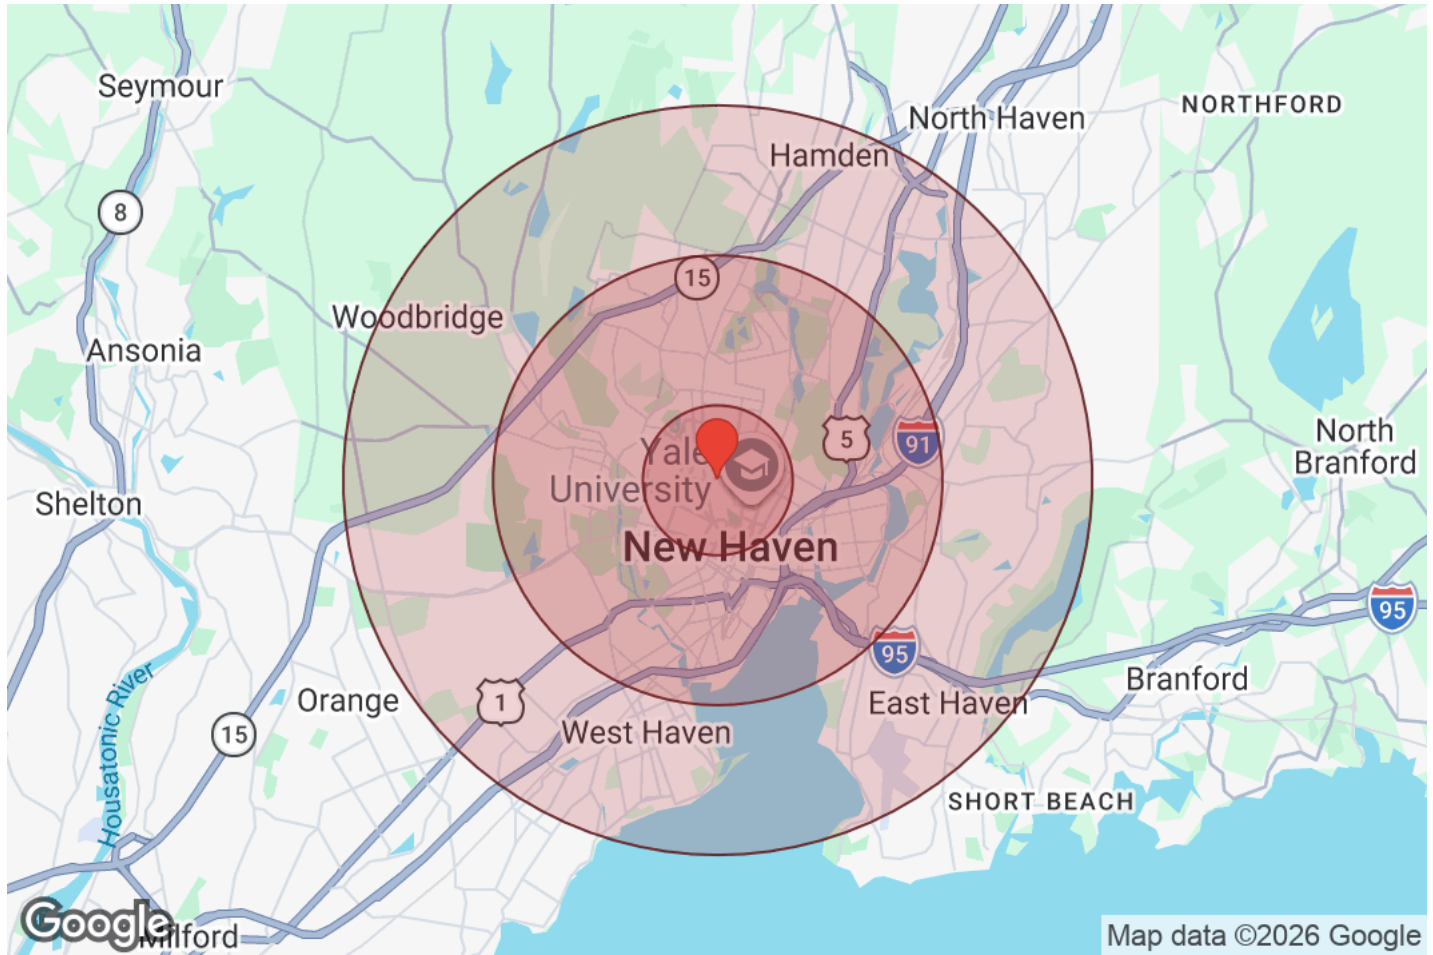 Seymour
NORTHFORD
North Haven
Hamden
8
15
Woodbridge
Ansonia
North
Branford
5
91
Yale
University
Shelton
New Haven
95
95
Branford
Orange
1
East Haven
15
West Haven
Housatonic River
SHORT BEACH
Google
Milford
Map data ©2026 Google